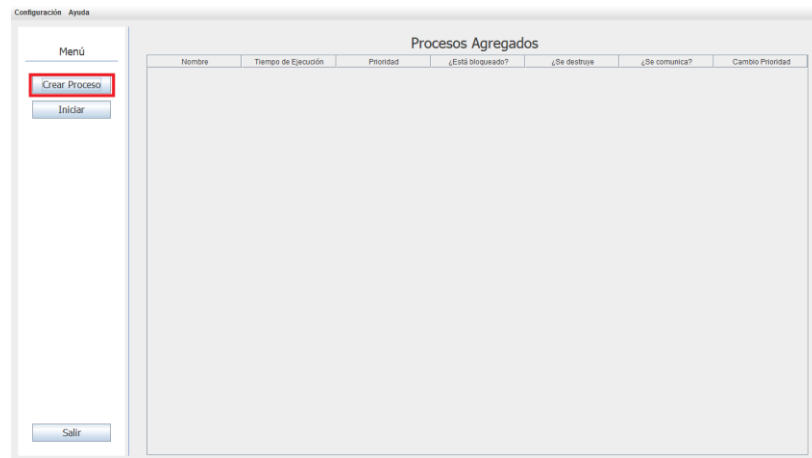 Configuración Ayuda
Menú
Crear Proceso
Iniciar
Salir
Procesos Agregados
Nombre Tiempo de Ejecución Prioridad ¿Está bloqueado? ¿Se destruye ¿Se comunica? Cambio Prioridad